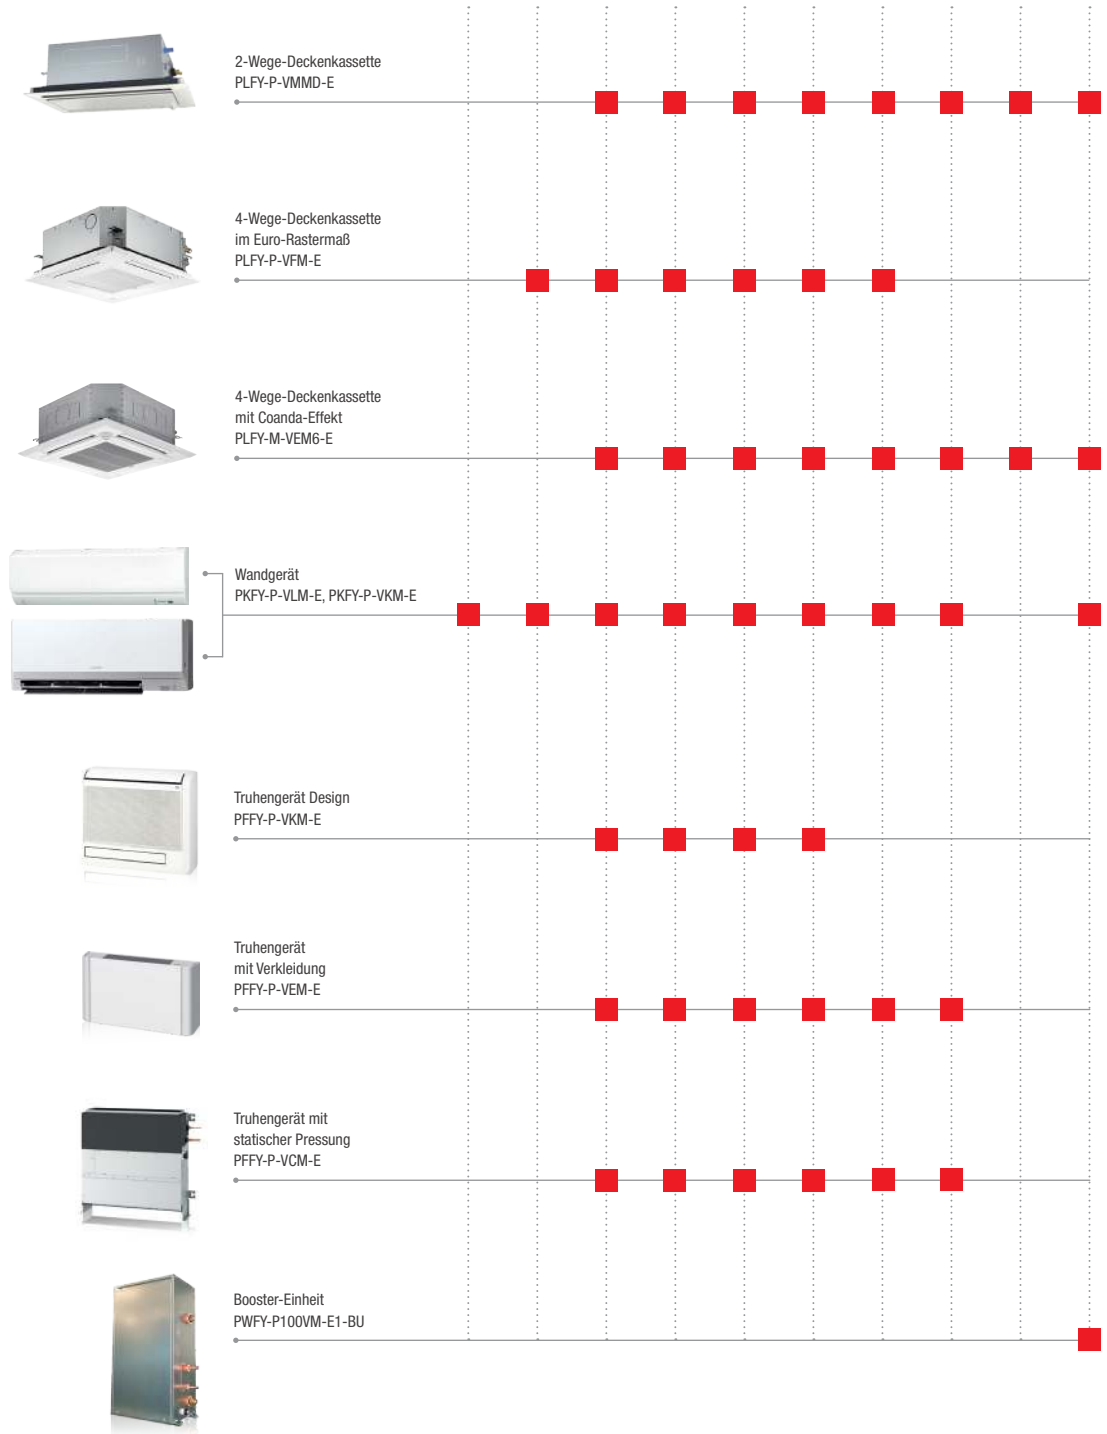 2-Wege-Deckenkassette
PLFY-P-VMMD-E
4-Wege-Deckenkassette
im Euro-Rastermaß
PLFY-P-VFM-E
4-Wege-Deckenkassette
mit Coanda-Effekt
PLFY-M-VEM6-E
Wandgerät
PKFY-P-VLM-E, PKFY-P-VKM-E
Truhengerät Design
PFFY-P-VKM-E
Truhengerät
mit Verkleidung
PFFY-P-VEM-E
Truhengerät mit
statischer Pressung
PFFY-P-VCM-E
Booster-Einheit
PWFY-P100VM-E1-BU